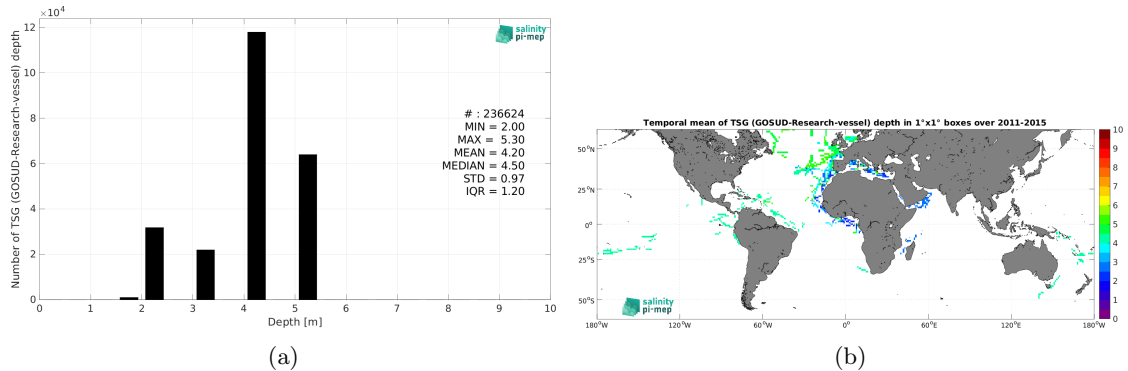 ×10⁴
12
10
8
6
4
2
0
Number of TSG (GOSUD-Research-vessel) depth
salinity
pi-mep
# : 236624
MIN = 2.00
MAX = 5.30
MEAN = 4.20
MEDIAN = 4.50
STD = 0.97
IQR = 1.20
0 1 2 3 4 5 6 7 8 9 10
Depth [m]
(a)
Temporal mean of TSG (GOSUD-Research-vessel) depth in 1°x1° boxes over 2011-2015
50°N
25°N
0°
25°S
50°S
salinity
pi-mep
180°W 120°W 60°W 0° 60°E 120°E 180°W
10
9
8
7
6
5
4
3
2
1
0
(b)